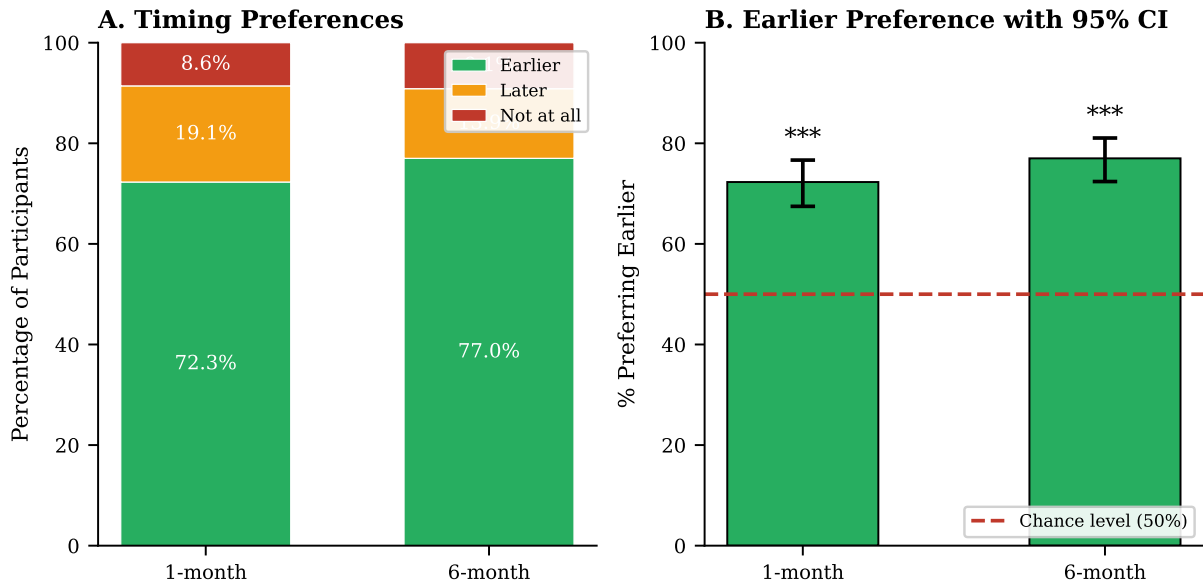 A. Timing Preferences
Percentage of Participants
100
80
60
40
20
0
8.6%
19.1%
72.3%
77.0%
Earlier
Later
Not at all
1-month
6-month
B. Earlier Preference with 95% CI
% Preferring Earlier
100
80
60
40
20
0
***
***
Chance level (50%)
1-month
6-month